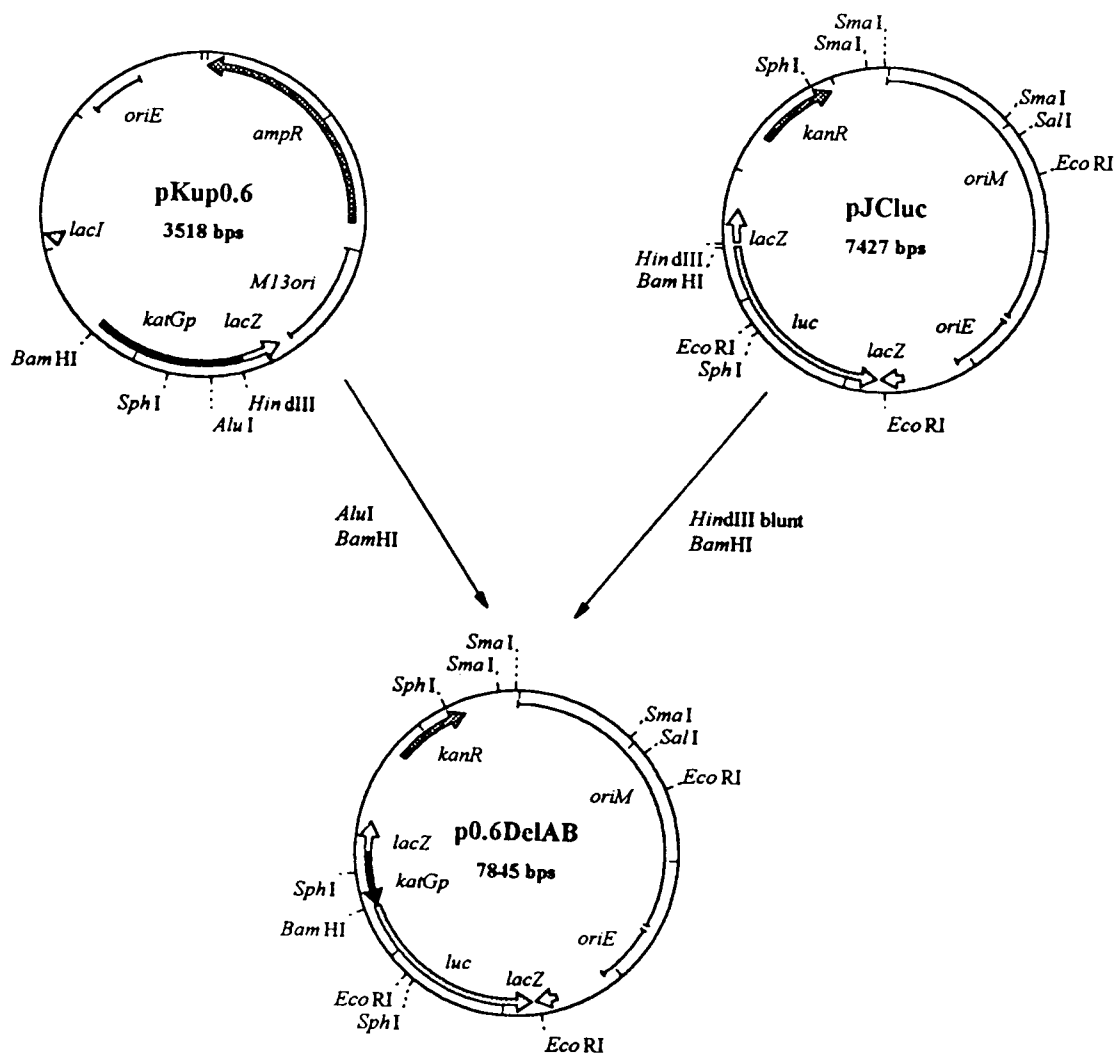 oriE
ampR
pKup0.6
3518 bps
lacI
M13ori
katGp
lacZ
BamHI
SphI
AluI
HindIII
SmaI
SmaI
SphI
kanR
SmaI
SalI
EcoRI
oriM
pJCluc
7427 bps
lacZ
HindIII
BamHI
luc
oriE
EcoRI
SphI
lacZ
EcoRI
AluI
BamHI
HindIII blunt
BamHI
SmaI
SmaI
SphI
kanR
SmaI
SalI
EcoRI
oriM
p0.6DelAB
7845 bps
lacZ
katGp
SphI
BamHI
luc
oriE
lacZ
EcoRI
SphI
EcoRI